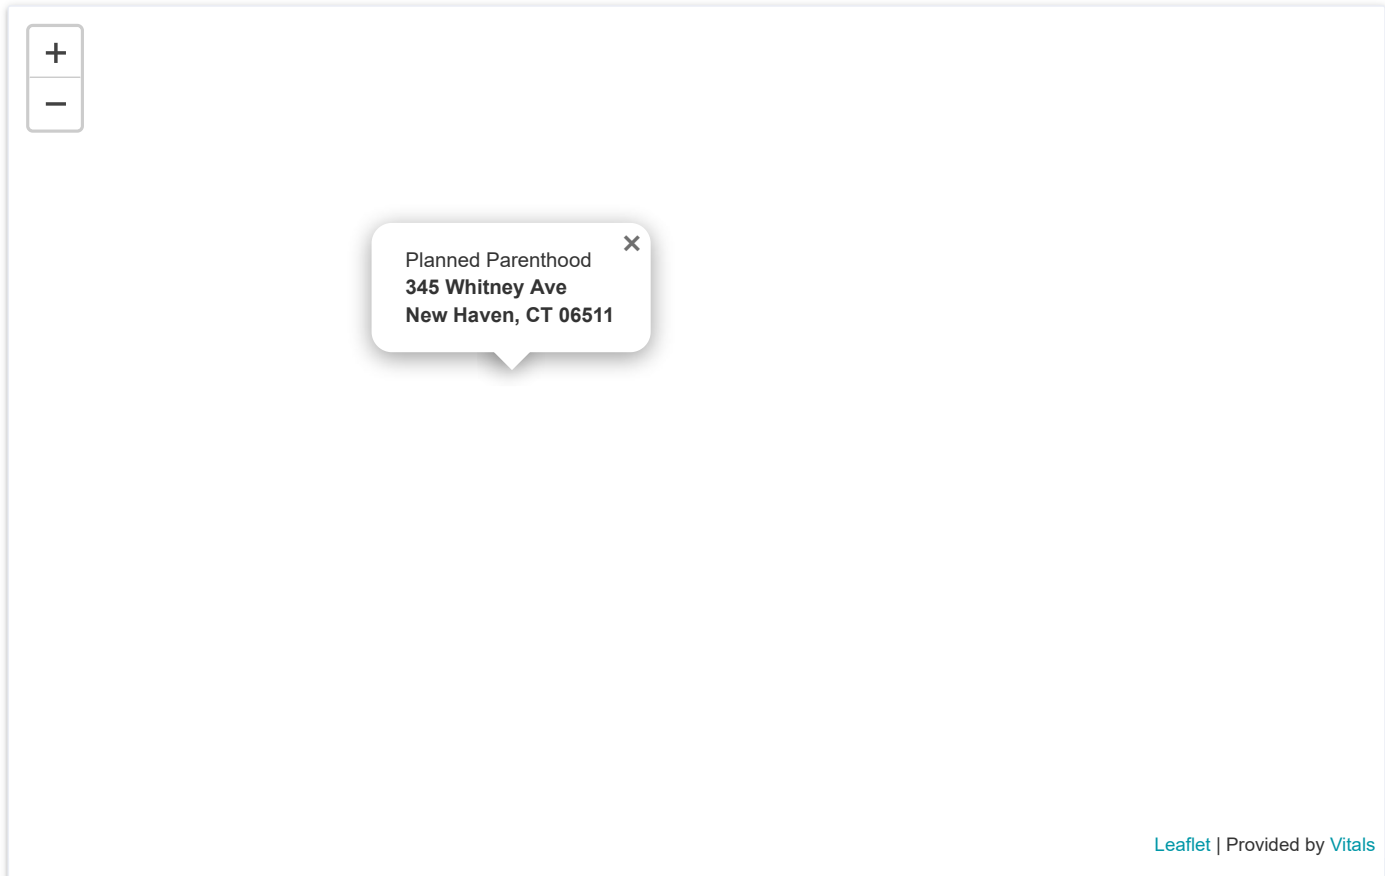 +
−
Planned Parenthood
345 Whitney Ave
New Haven, CT 06511
×
Leaflet | Provided by Vitals